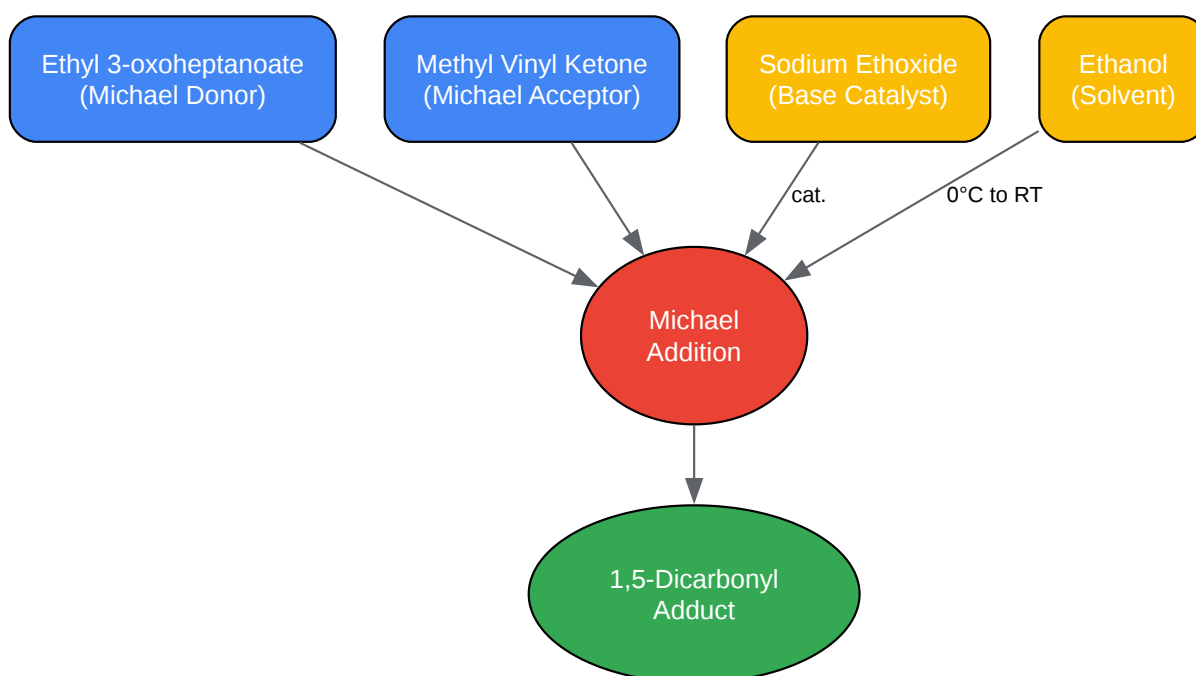 Ethyl 3-oxoheptanoate
(Michael Donor)
Methyl Vinyl Ketone
(Michael Acceptor)
Sodium Ethoxide
(Base Catalyst)
Ethanol
(Solvent)
cat.
0°C to RT
Michael
Addition
1,5-Dicarbonyl
Adduct